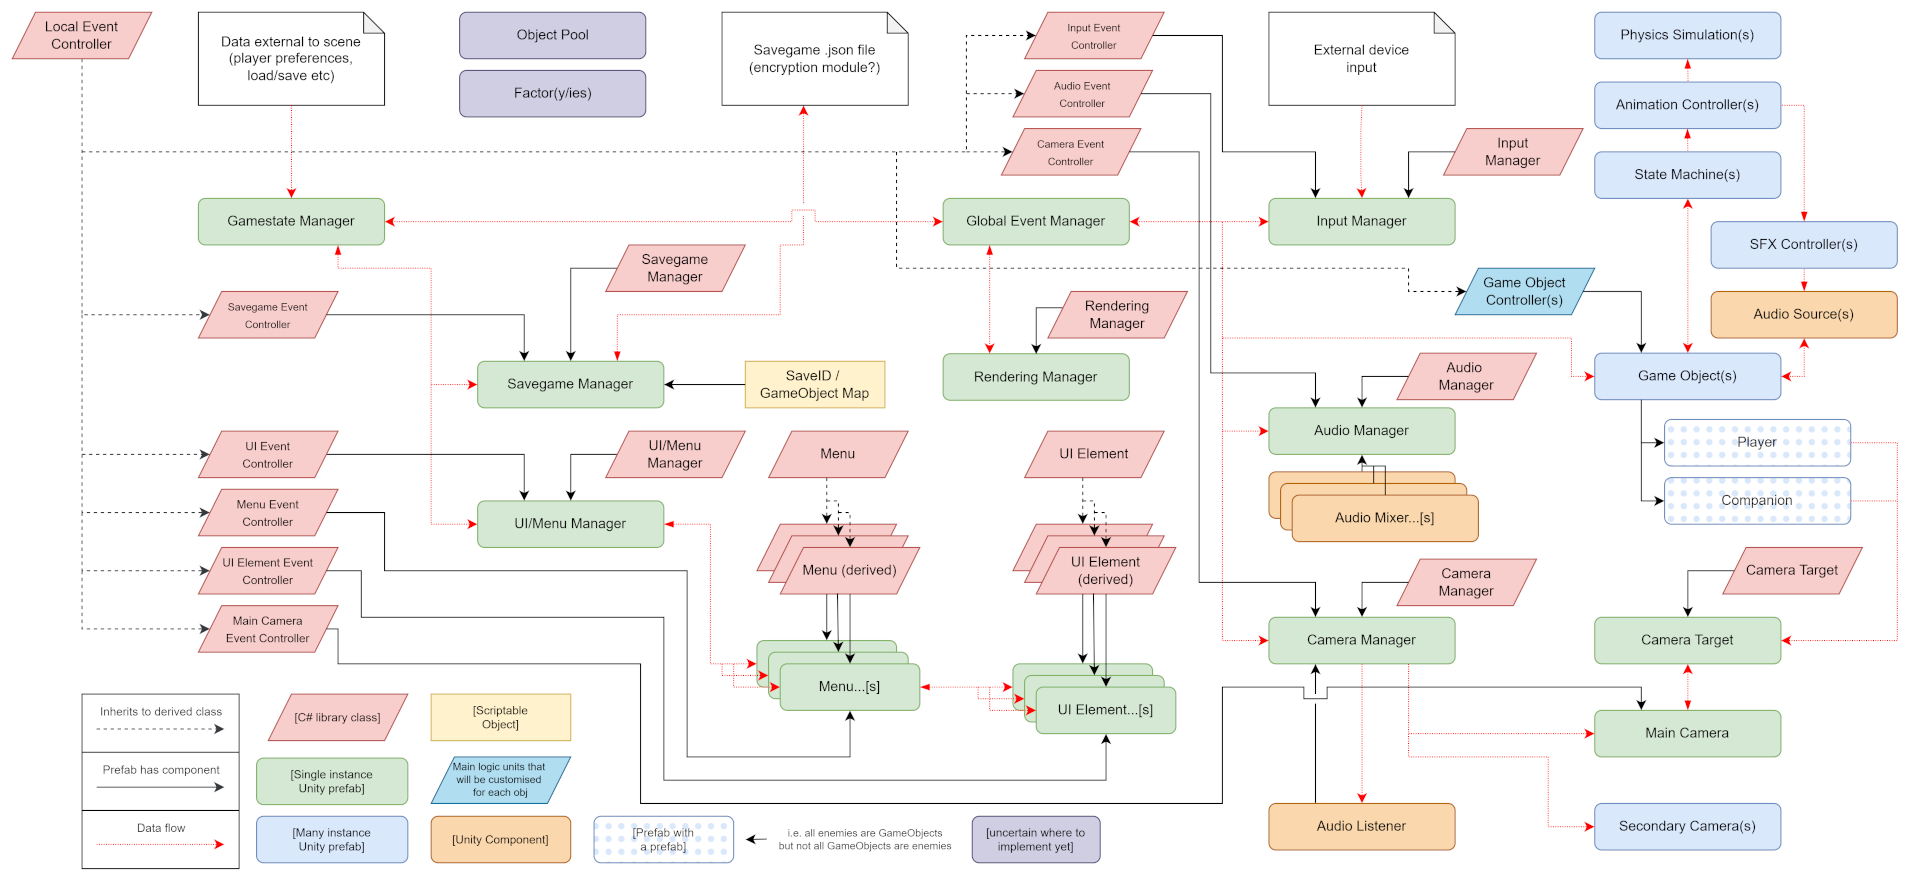 Local Event
Controller
Data external to scene
(player preferences,
load/save etc)
Object Pool
Factor(y/ies)
Savegame .json file
(encryption module?)
Input Event
Controller
Audio Event
Controller
Camera Event
Controller
External device
input
Input
Manager
Physics Simulation(s)
Animation Controller(s)
State Machine(s)
SFX Controller(s)
Audio Source(s)
Gamestate Manager
Global Event Manager
Input Manager
Savegame
Manager
Game Object
Controller(s)
Savegame Event
Controller
Rendering
Manager
Savegame Manager
SaveID /
GameObject Map
Rendering Manager
Audio
Manager
Game Object(s)
Audio Manager
Player
Companion
UI Event
Controller
UI/Menu
Manager
Menu
UI Element
Menu Event
Controller
UI/Menu Manager
Audio Mixer...[s]
UI Element Event
Controller
Menu (derived)
UI Element
(derived)
Camera
Manager
Camera Target
Main Camera
Event Controller
Camera Manager
Camera Target
Menu...[s]
UI Element...[s]
Main Camera
Audio Listener
Secondary Camera(s)
Inherits to derived class
Prefab has component
Data flow
[C# library class]
[Scriptable
Object]
[Single instance
Unity prefab]
Main logic units that
will be customised
for each obj
[Many instance
Unity prefab]
[Unity Component]
[Prefab with
a prefab]
i.e. all enemies are GameObjects
but not all GameObjects are enemies
[uncertain where to
implement yet]